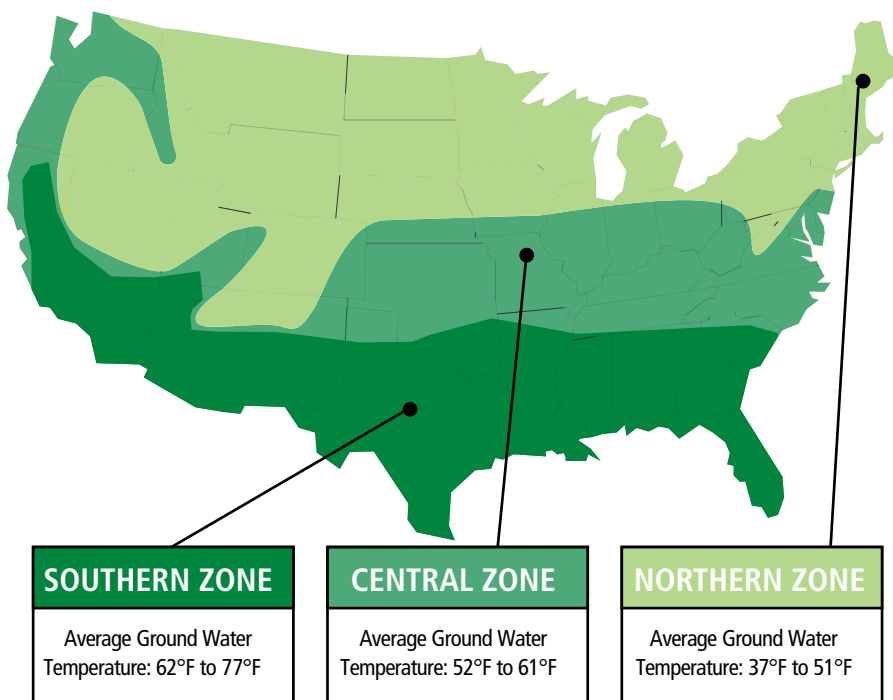 SOUTHERN ZONE
Average Ground Water
Temperature: 62°F to 77°F
CENTRAL ZONE
Average Ground Water
Temperature: 52°F to 61°F
NORTHERN ZONE
Average Ground Water
Temperature: 37°F to 51°F